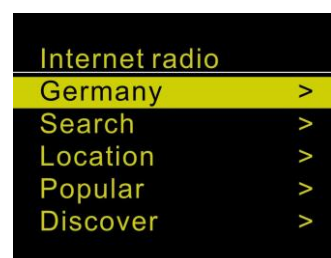 Internet radio
Germany >
Search >
Location >
Popular >
Discover >